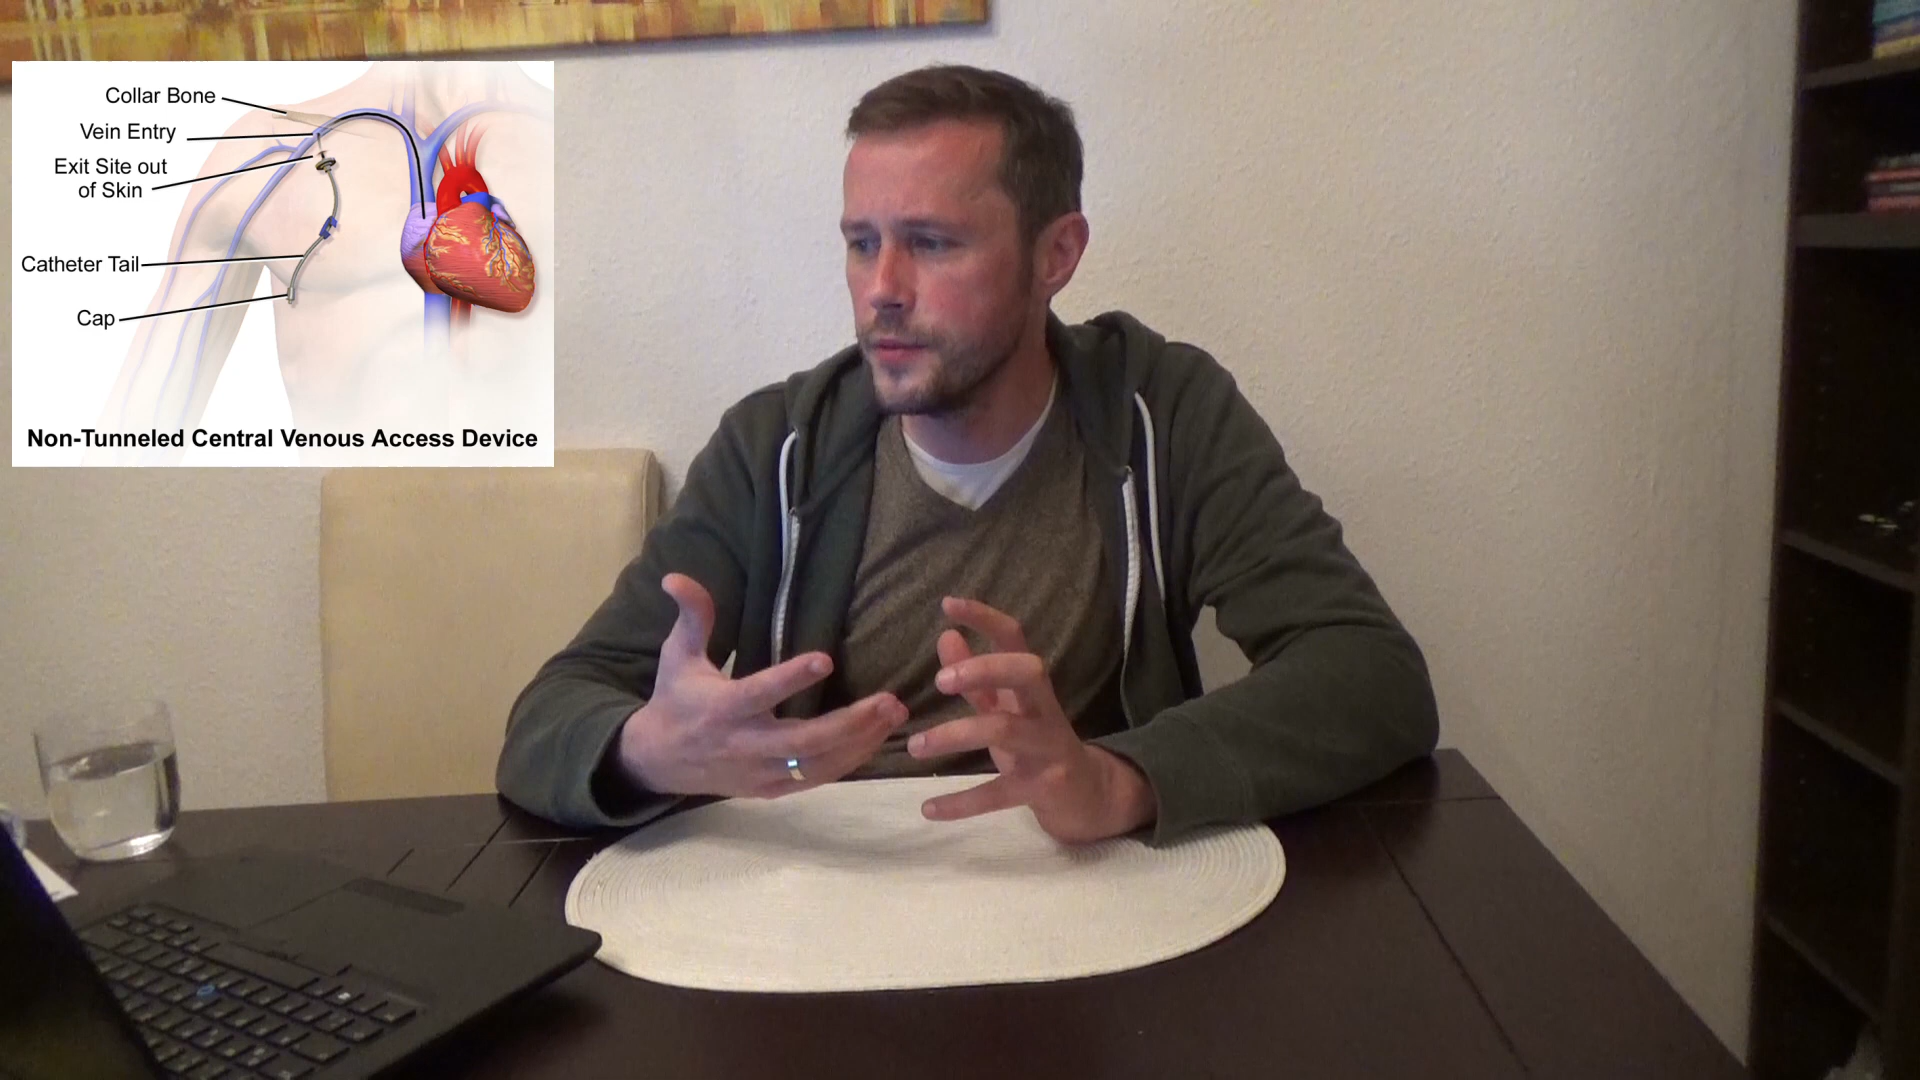 Collar Bone
Vein Entry
Exit Site out
of Skin
Catheter Tail
Cap
Non-Tunneled Central Venous Access Device